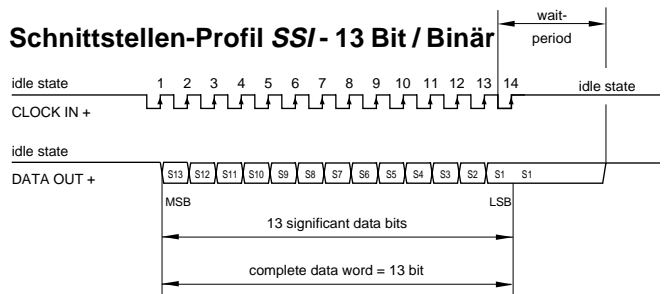 wait-
period
Schnittstellen-Profil SSI - 13 Bit / Binär
idle state
1 2 3 4 5 6 7 8 9 10 11 12 13 14
idle state
CLOCK IN +
idle state
DATA OUT +
S13 S12 S11 S10 S9 S8 S7 S6 S5 S4 S3 S2 S1 S1
MSB
LSB
13 significant data bits
complete data word = 13 bit